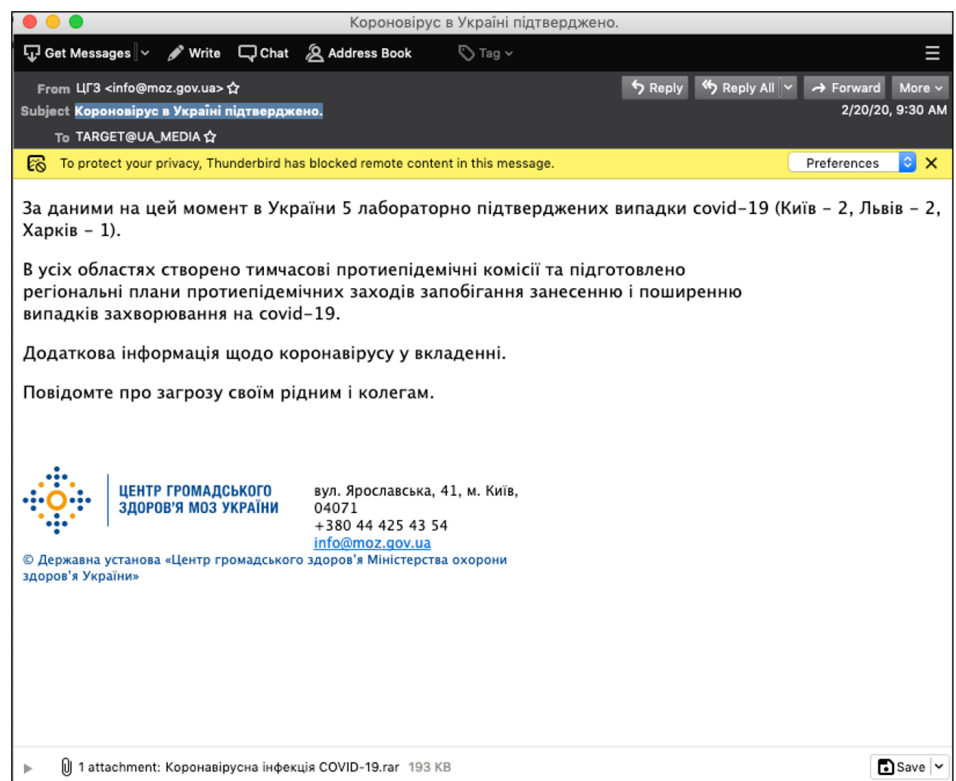 Короновірус в Україні підтверджено.
Get Messages Write Chat Address Book Tag
From ЦГЗ <info@moz.gov.ua> Reply Reply All Forward More
Subject Короновірус в Україні підтверджено. 2/20/20, 9:30 AM
To TARGET@UA_MEDIA
To protect your privacy, Thunderbird has blocked remote content in this message. Preferences
За даними на цей момент в Україні 5 лабораторно підтверджених випадки covid-19 (Київ – 2, Львів – 2,
Харків – 1).
В усіх областях створено тимчасові протиепідемічні комісії та підготовлено
регіональні плани протиепідемічних заходів запобігання занесенню і поширенню
випадків захворювання на covid-19.
Додаткова інформація щодо коронавірусу у вкладенні.
Повідомте про загрозу своїм рідним і колегам.
ЦЕНТР ГРОМАДСЬКОГО
ЗДОРОВ'Я МОЗ УКРАЇНИ
вул. Ярославська, 41, м. Київ,
04071
+380 44 425 43 54
info@moz.gov.ua
© Державна установа «Центр громадського здоров'я Міністерства охорони
здоров'я України»
1 attachment: Коронавірусна інфекція COVID-19.rar 193 KB Save